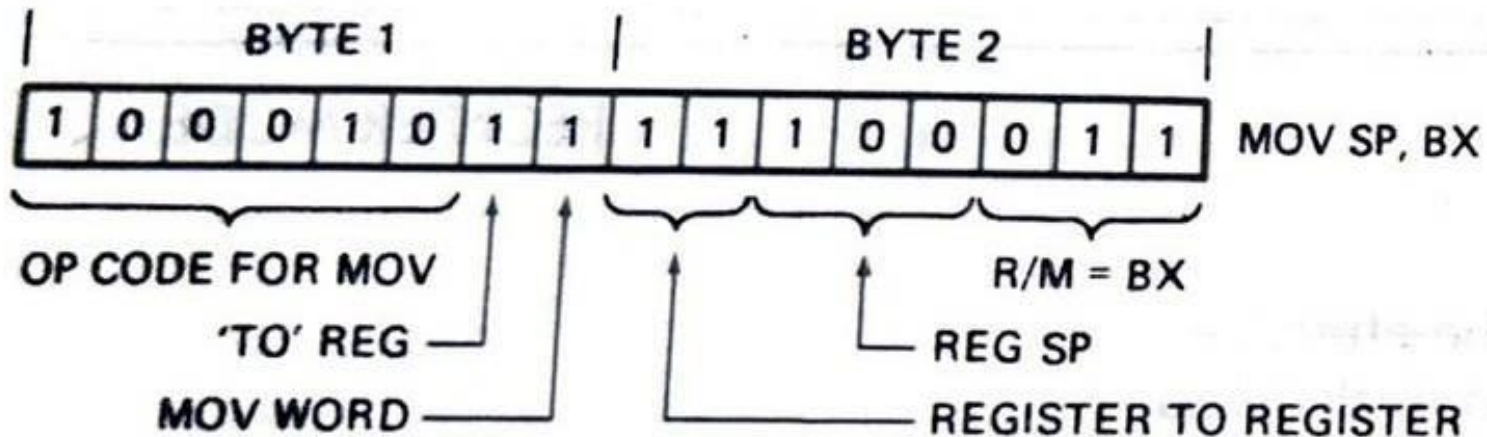 BYTE 1 BYTE 2
1 0 0 0 1 0 1 1 1 1 1 0 0 0 1 1 MOV SP, BX
OP CODE FOR MOV R/M = BX
'TO' REG REG SP
MOV WORD REGISTER TO REGISTER